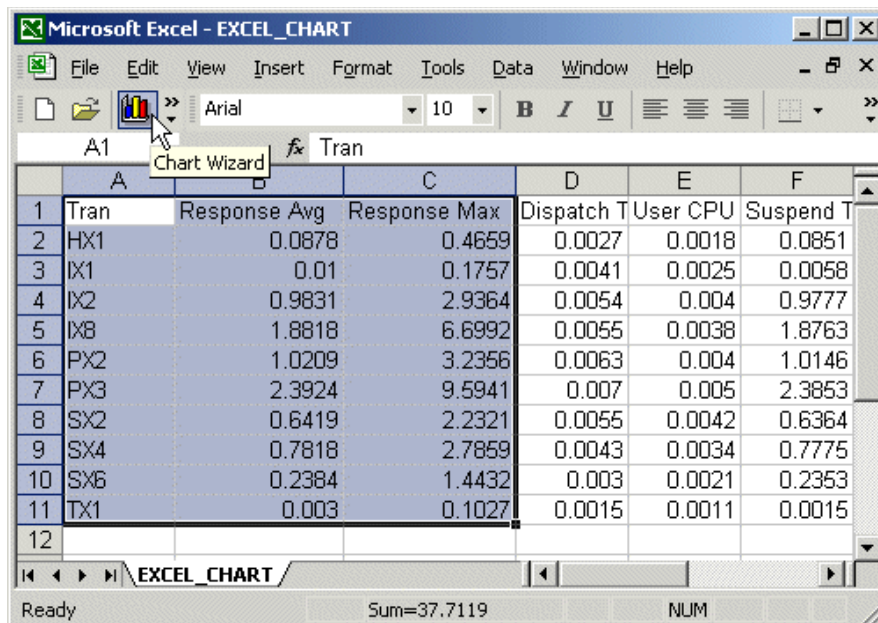 Microsoft Excel - EXCEL_CHART
File Edit View Insert Format Tools Data Window Help
Arial 10 B I U
A1 fx Tran
Chart Wizard
A B C D E F
1 Tran Response Avg Response Max Dispatch T User CPU Suspend T
2 HX1 0.0878 0.4659 0.0027 0.0018 0.0851
3 IX1 0.01 0.1757 0.0041 0.0025 0.0058
4 IX2 0.9831 2.9364 0.0054 0.004 0.9777
5 IX8 1.8818 6.6992 0.0055 0.0038 1.8763
6 PX2 1.0209 3.2356 0.0063 0.004 1.0146
7 PX3 2.3924 9.5941 0.007 0.005 2.3853
8 SX2 0.6419 2.2321 0.0055 0.0042 0.6364
9 SX4 0.7818 2.7859 0.0043 0.0034 0.7775
10 SX6 0.2384 1.4432 0.003 0.0021 0.2353
11 TX1 0.003 0.1027 0.0015 0.0011 0.0015
12
EXCEL_CHART
Ready Sum=37.7119 NUM